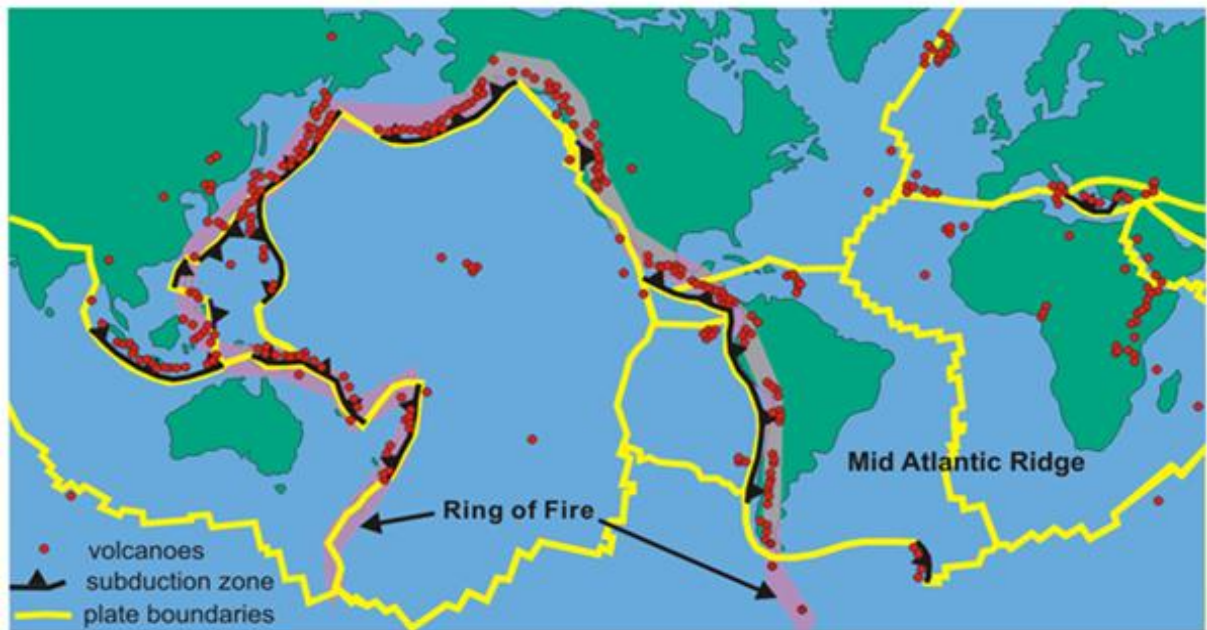 Mid Atlantic Ridge
Ring of Fire
volcanoes
subduction zone
plate boundaries